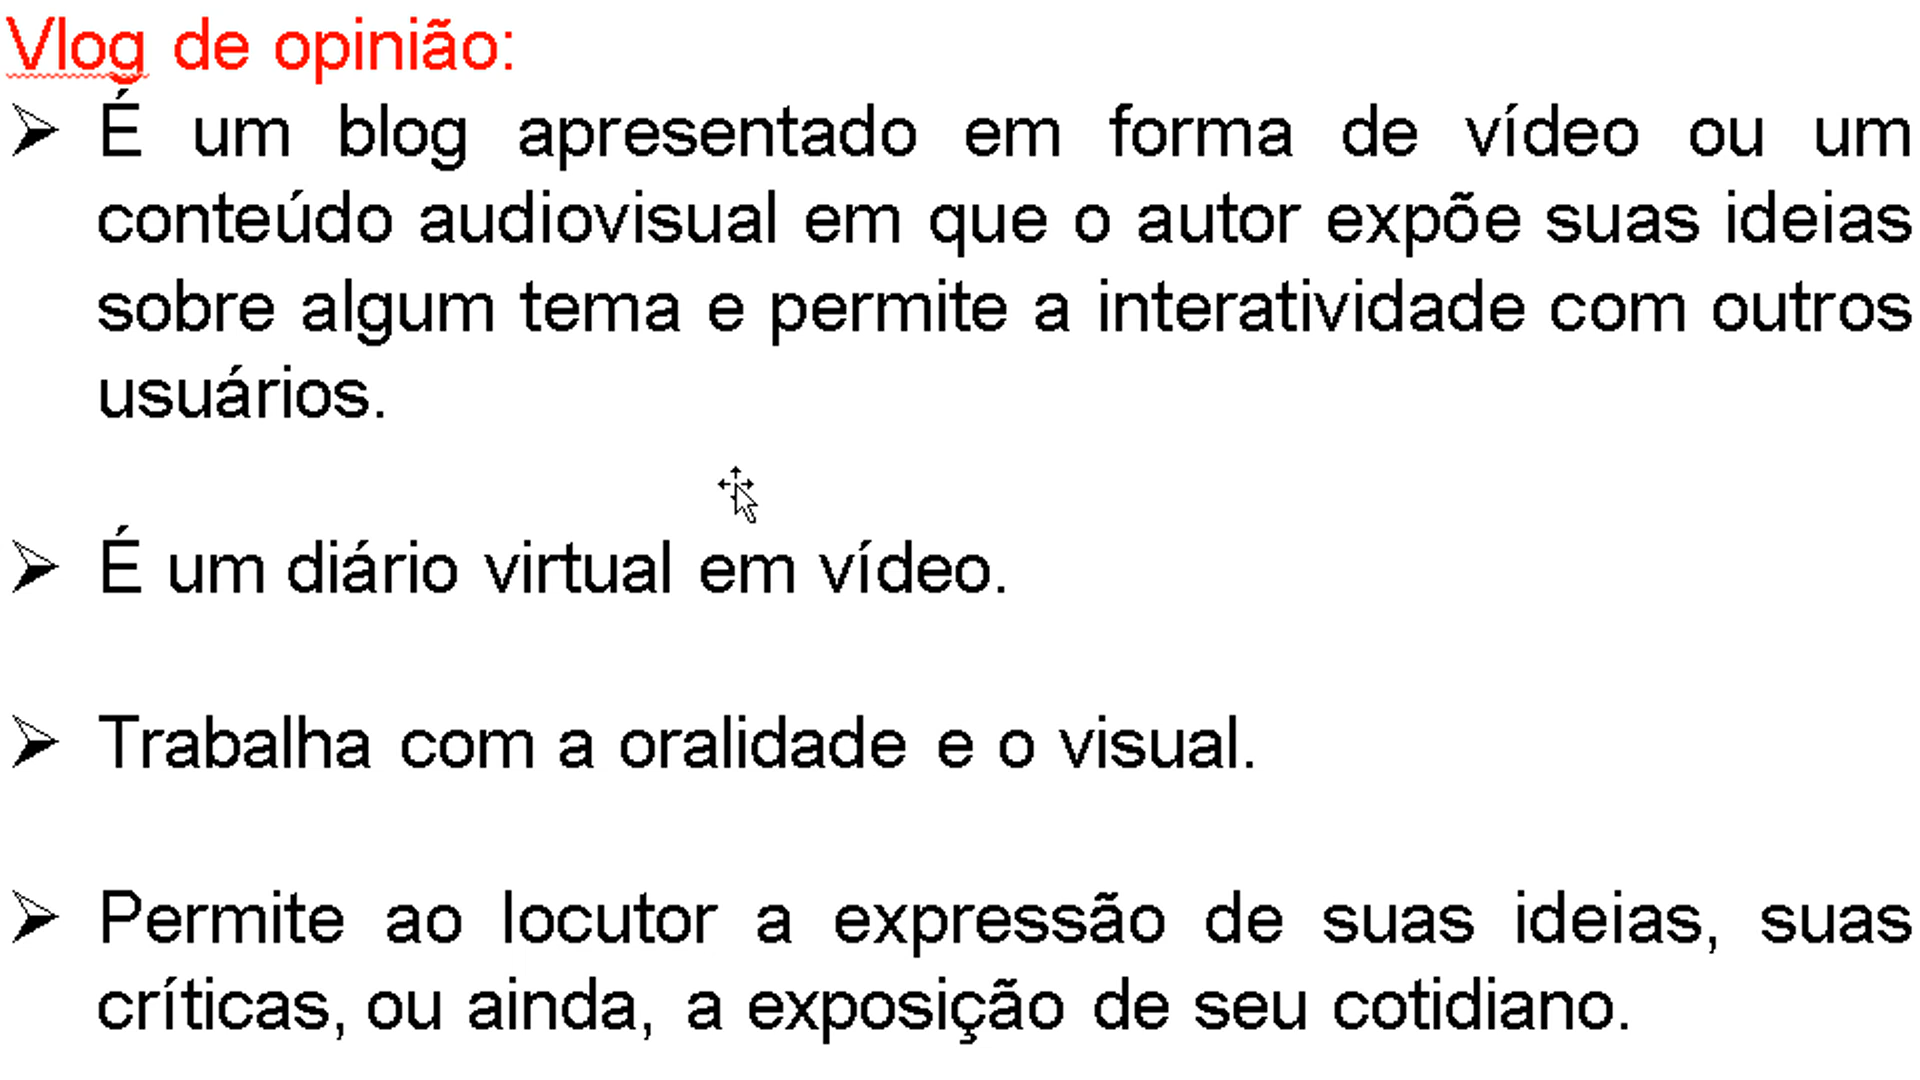 Vlog de opinião:
➢ É um blog apresentado em forma de vídeo ou um
conteúdo audiovisual em que o autor expõe suas ideias
sobre algum tema e permite a interatividade com outros
usuários.
➢ É um diário virtual em vídeo.
➢ Trabalha com a oralidade e o visual.
➢ Permite ao locutor a expressão de suas ideias, suas
críticas, ou ainda, a exposição de seu cotidiano.